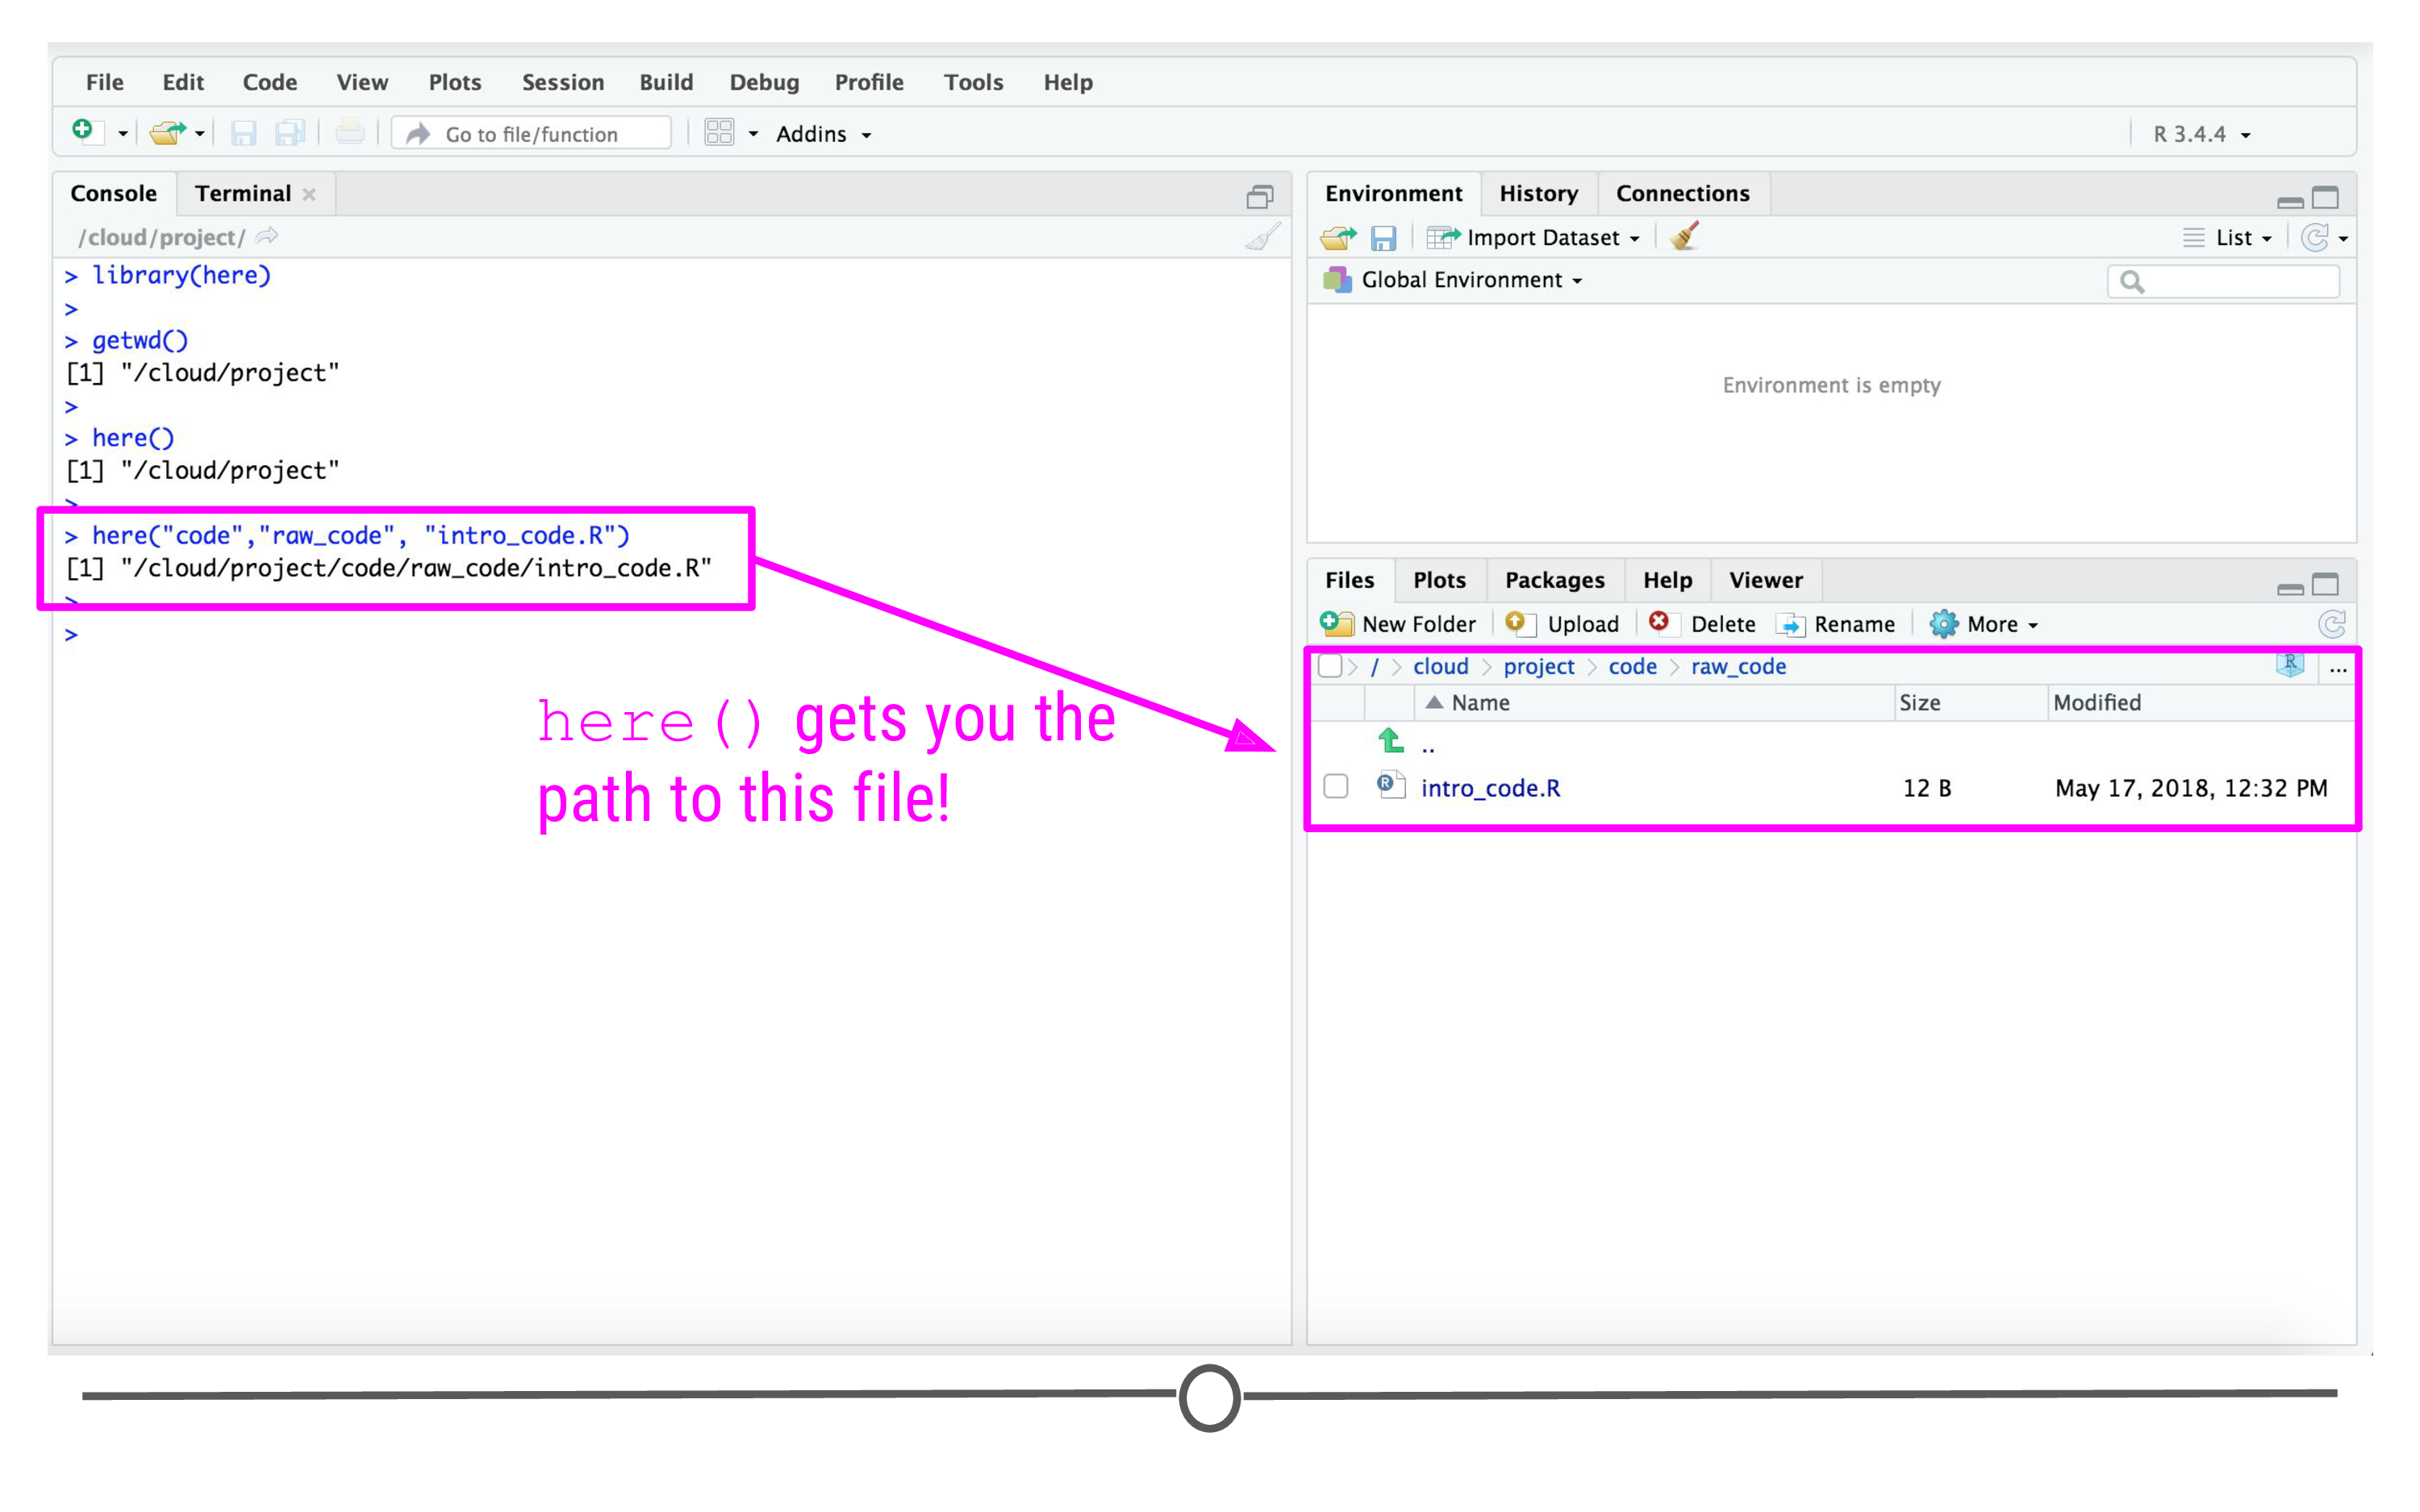 File Edit Code View Plots Session Build Debug Profile Tools Help
Go to file/function Addins R 3.4.4
Console Terminal
/cloud/project/
> library(here)
>
> getwd()
[1] "/cloud/project"
>
> here()
[1] "/cloud/project"
>
> here("code","raw_code", "intro_code.R")
[1] "/cloud/project/code/raw_code/intro_code.R"
>
>
here() gets you the
path to this file!
Environment History Connections
Import Dataset List
Global Environment
Environment is empty
Files Plots Packages Help Viewer
New Folder Upload Delete Rename More
/ > cloud > project > code > raw_code R ...
Name Size Modified
..
intro_code.R 12 B May 17, 2018, 12:32 PM